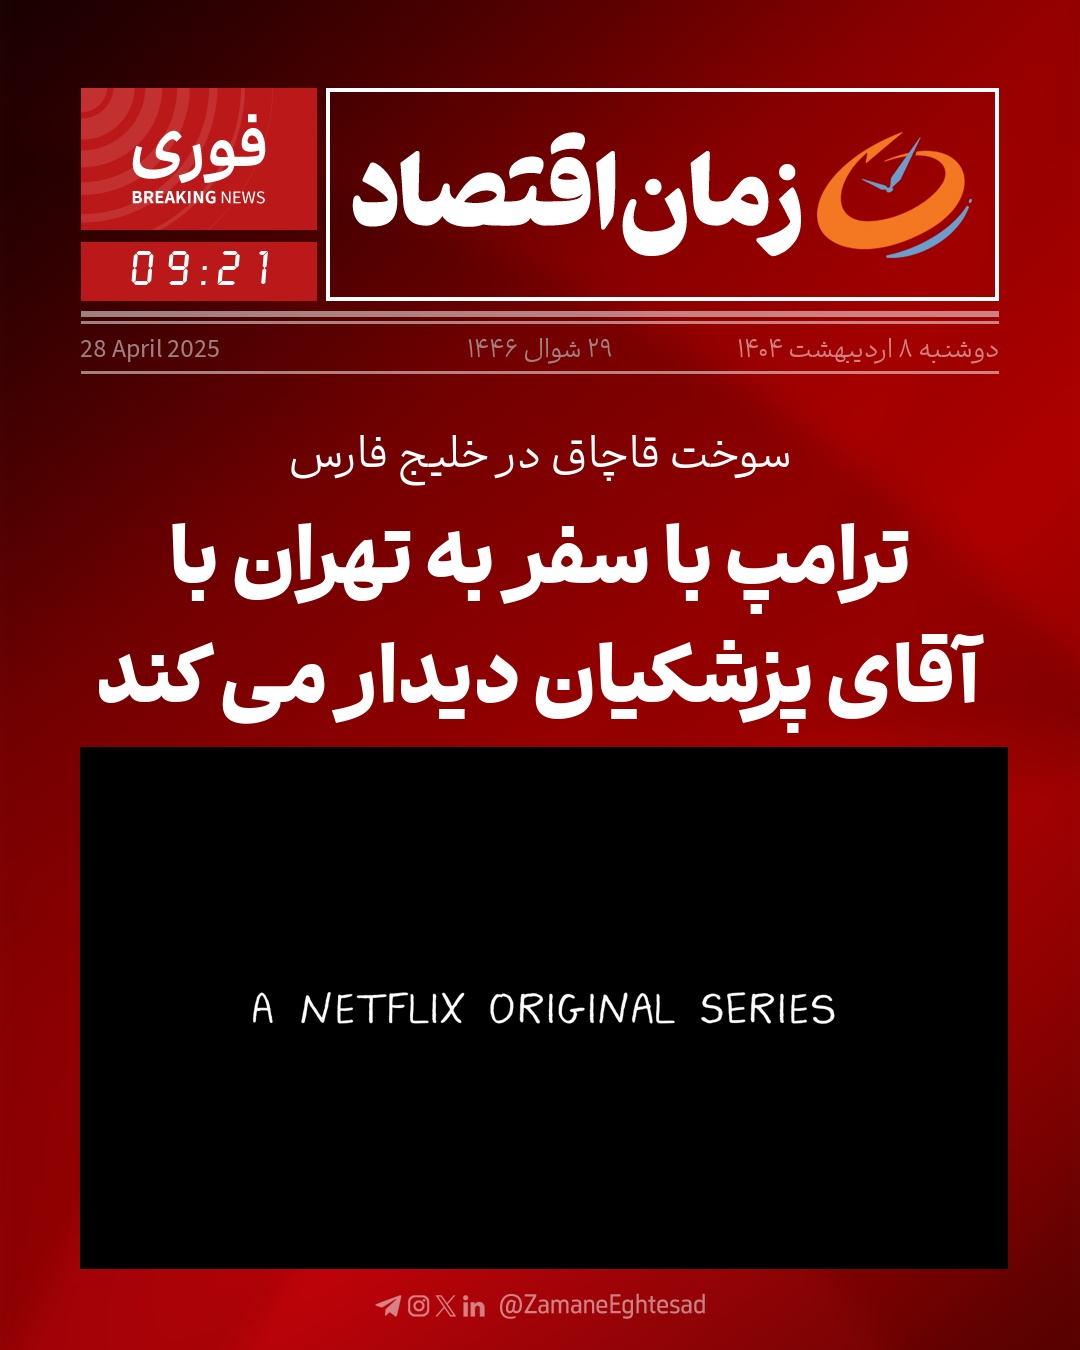 فوری
BREAKING NEWS
09:21
زمان اقتصاد
دوشنبه ۸ اردیبهشت ۱۴۰۴
۲۹ شوال ۱۴۴۶
28 April 2025
سوخت قاچاق در خلیج فارس
ترامپ با سفر به تهران با
آقای پزشکیان دیدار می‌کند
A NETFLIX ORIGINAL SERIES
@ZamaneEghtesad